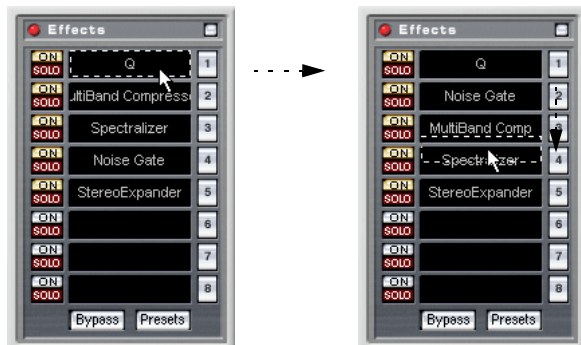 Effects
ON
SOLO
Q
1
ON
SOLO
ultiBand Compresso
2
ON
SOLO
Spectralizer
3
ON
SOLO
Noise Gate
4
ON
SOLO
StereoExpander
5
ON
SOLO
6
ON
SOLO
7
ON
SOLO
8
Bypass Presets
Effects
ON
SOLO
Q
1
ON
SOLO
Noise Gate
2
ON
SOLO
MultiBand Comp
3
ON
SOLO
Spectralizer
4
ON
SOLO
StereoExpander
5
ON
SOLO
6
ON
SOLO
7
ON
SOLO
8
Bypass Presets